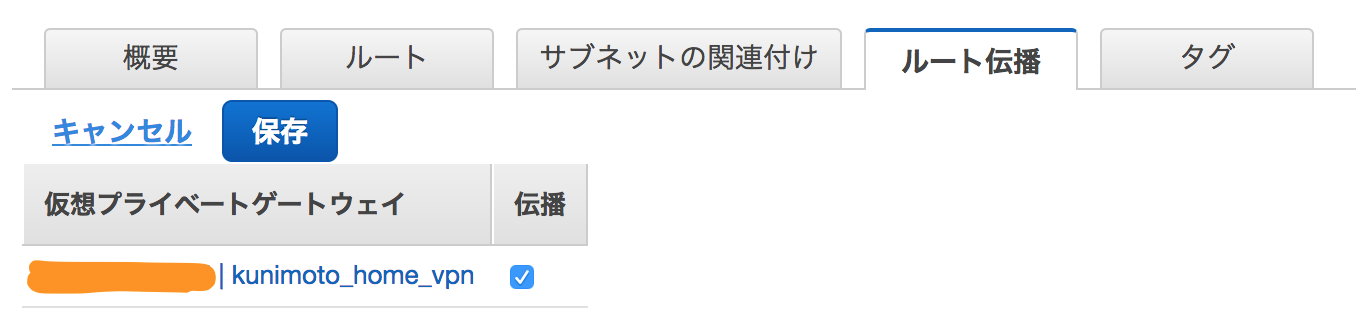 概要 ルート サブネットの関連付け ルート伝播 タグ
キャンセル 保存
仮想プライベートゲートウェイ 伝播
| kunimoto_home_vpn